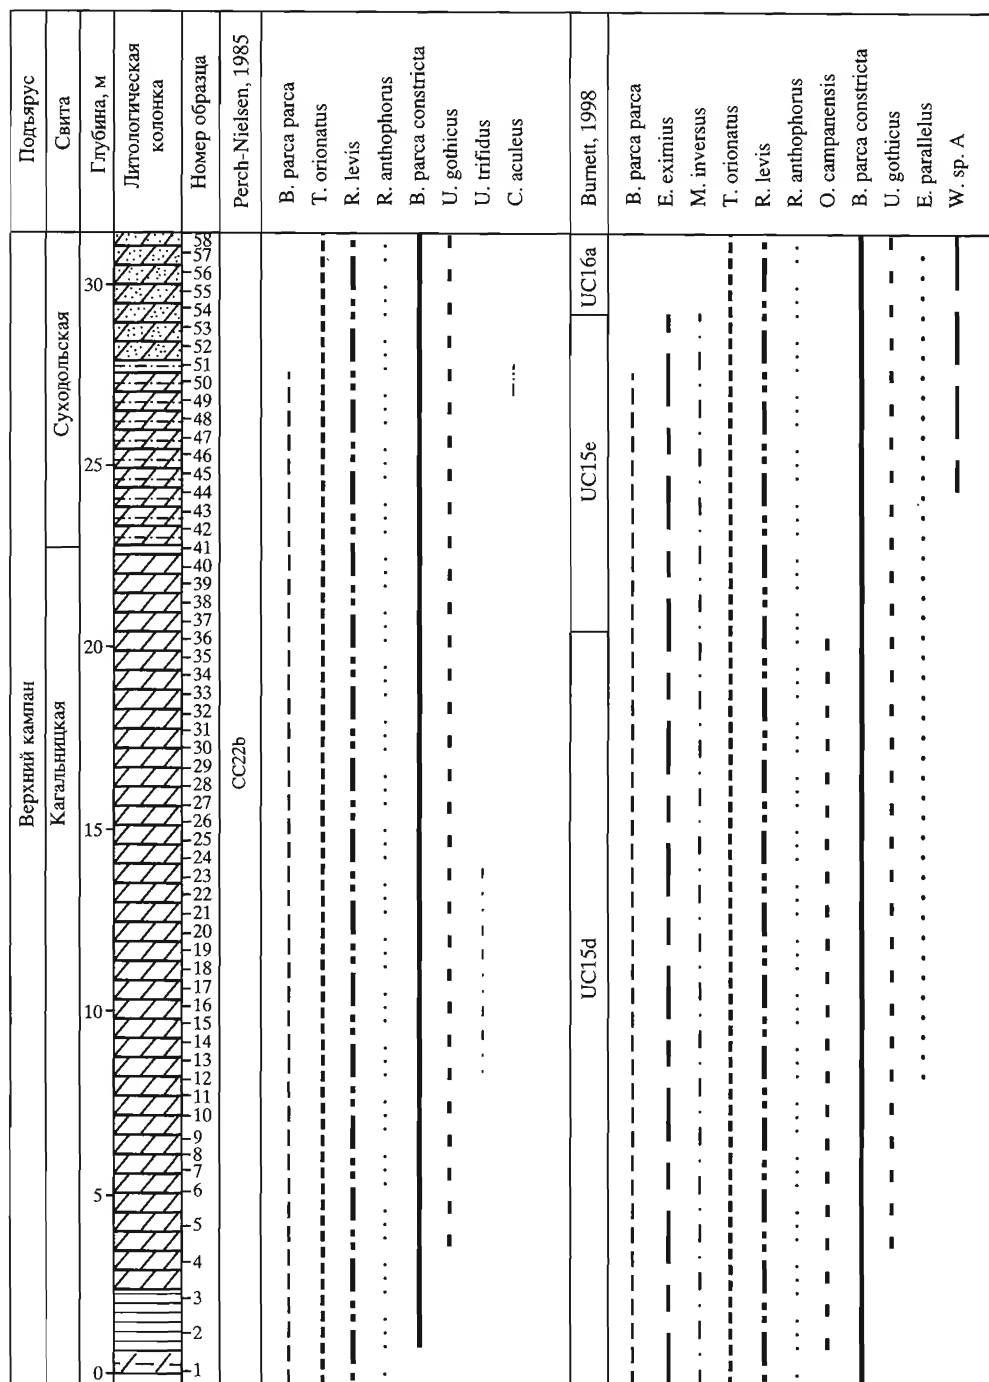 Подъярус
Свита
Глубина, м
Литологическая
колонка
Номер образца
Perch-Nielsen, 1985
B. parca parca
T. orionatus
R. levis
R. anthophorus
B. parca constricta
U. gothicus
U. trifidus
C. aculeus
Burnett, 1998
B. parca parca
E. eximius
M. inversus
T. orionatus
R. levis
R. anthophorus
O. campanensis
B. parca constricta
U. gothicus
E. parallelus
W. sp. A
Верхний кампан
Суходольская
Кагальницкая
30
25
20
15
10
5
0
58
57
56
55
54
53
52
51
50
49
48
47
46
45
44
43
42
41
40
39
38
37
36
35
34
33
32
31
30
29
28
27
26
25
24
23
22
21
20
19
18
17
16
15
14
13
12
11
10
9
8
7
6
5
4
3
2
1
CC22b
UC16a
UC15e
UC15d